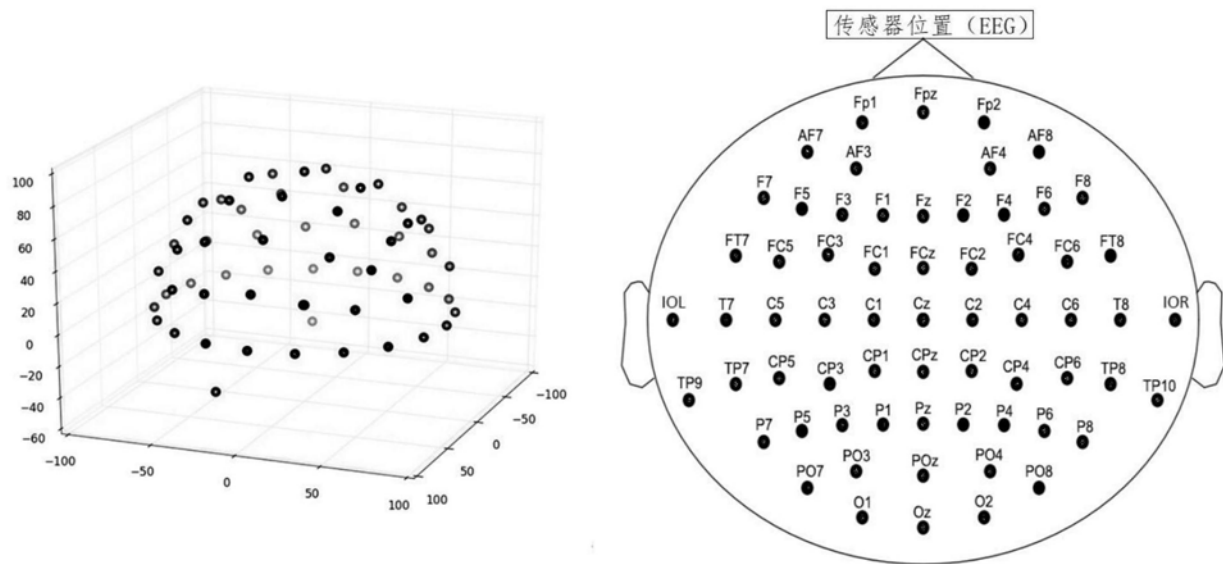 100
80
60
40
20
0
−20
−40
−60
−100
−50
0
50
100
100
50
0
−50
−100
传感器位置(EEG)
Fp1 Fpz Fp2
AF7 AF8
AF3 AF4
F7 F5 F3 F1 Fz F2 F4 F6 F8
FT7 FC5 FC3 FC1 FCz FC2 FC4 FC6 FT8
IOL T7 C5 C3 C1 Cz C2 C4 C6 T8 IOR
TP9 TP7 CP5 CP3 CP1 CPz CP2 CP4 CP6 TP8 TP10
P7 P5 P3 P1 Pz P2 P4 P6 P8
PO7 PO3 POz PO4 PO8
O1 Oz O2